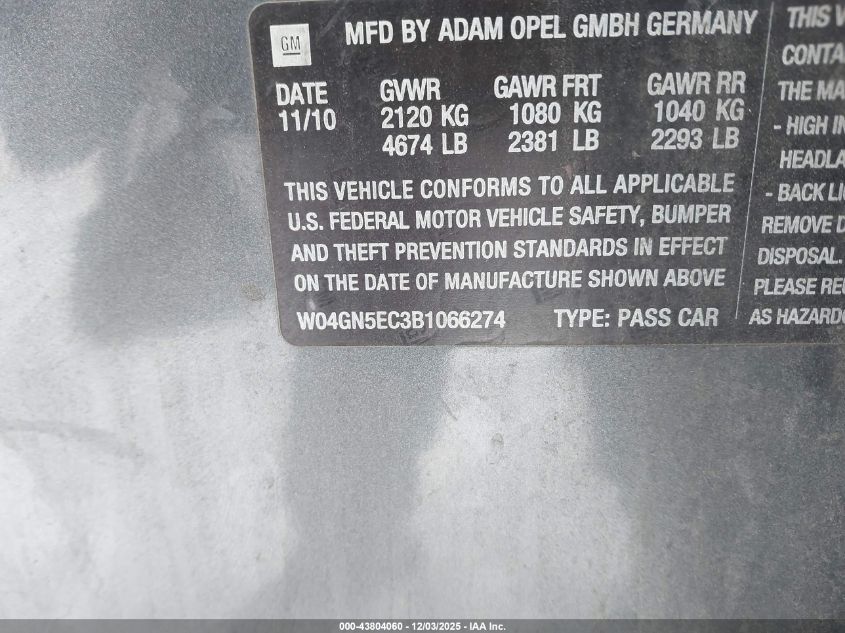 GM
MFD BY ADAM OPEL GMBH GERMANY
DATE GVWR GAWR FRT GAWR RR
11/10 2120 KG 1080 KG 1040 KG
4674 LB 2381 LB 2293 LB
THIS VEHICLE CONFORMS TO ALL APPLICABLE
U.S. FEDERAL MOTOR VEHICLE SAFETY, BUMPER
AND THEFT PREVENTION STANDARDS IN EFFECT
ON THE DATE OF MANUFACTURE SHOWN ABOVE
W04GN5EC3B1066274 TYPE: PASS CAR
THIS V
CONTA
THE MA
- HIGH IN
HEADLA
- BACK LI
REMOVE D
DISPOSAL.
PLEASE RE
AS HAZARDO
000-43804060 - 12/03/2025 - IAA Inc.